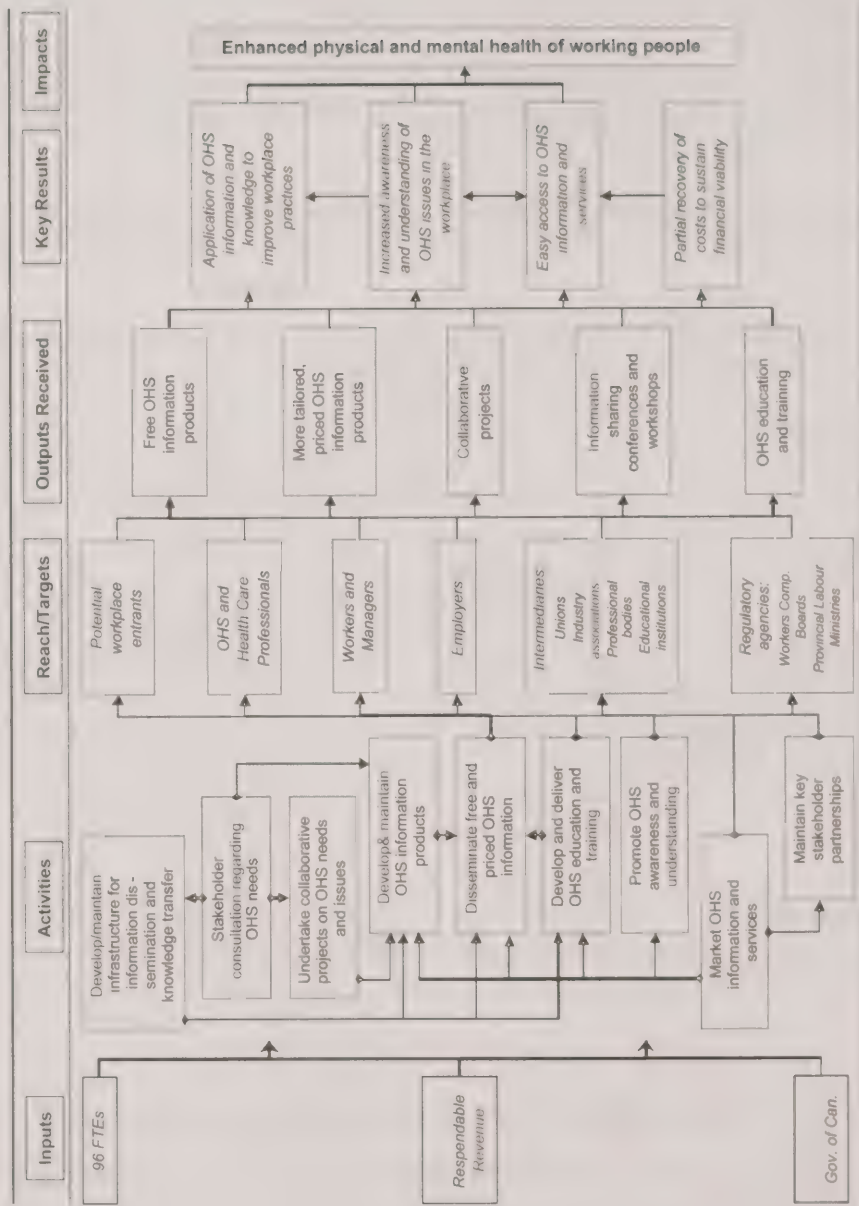 Inputs
Activities
Reach/Targets
Outputs Received
Key Results
Impacts
96 FTEs
Respendable
Revenue
Gov. of Can.
Develop/maintain
infrastructure for
information dis -
semination and
knowledge transfer
Stakeholder
consultation regarding
OHS needs
Undertake collaborative
projects on OHS needs
and issues
Develop& maintain
OHS information
products
Disseminate free and
priced OHS
information
Develop and deliver
OHS education and
training
Promote OHS
awareness and
understanding
Market OHS
information and
services
Maintain key
stakeholder
partnerships
Potential
workplace
entrants
OHS and
Health Care
Professionals
Workers and
Managers
Employers
Intermediaries
Unions
Industry
associations
Professional
bodies
Educational
institutions
Regulatory
agencies:
Workers Comp.
Boards
Provincial Labour
Ministries
Free OHS
information
products
More tailored,
priced OHS
information
products
Collaborative
projects
Information
sharing
conferences and
workshops
OHS education
and training
Application of OHS
information and
knowledge to
improve workplace
practices
Increased awareness
and understanding of
OHS issues in the
workplace
Easy access to OHS
information and
services
Partial recovery of
costs to sustain
financial viability
Enhanced physical and mental health of working people